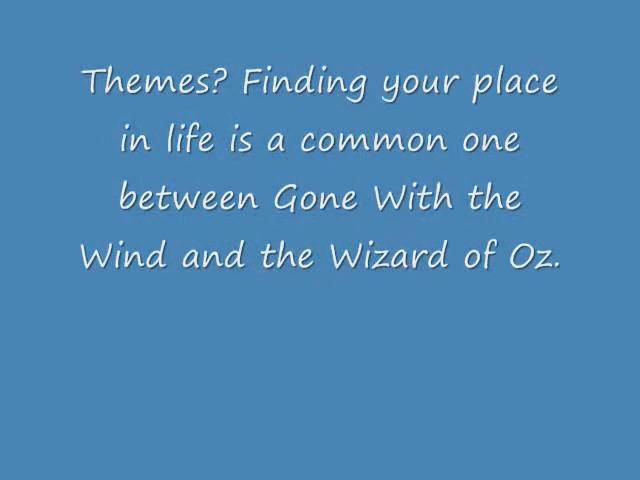 Themes? Finding your place
in life is a common one
between Gone With the
Wind and the Wizard of Oz.